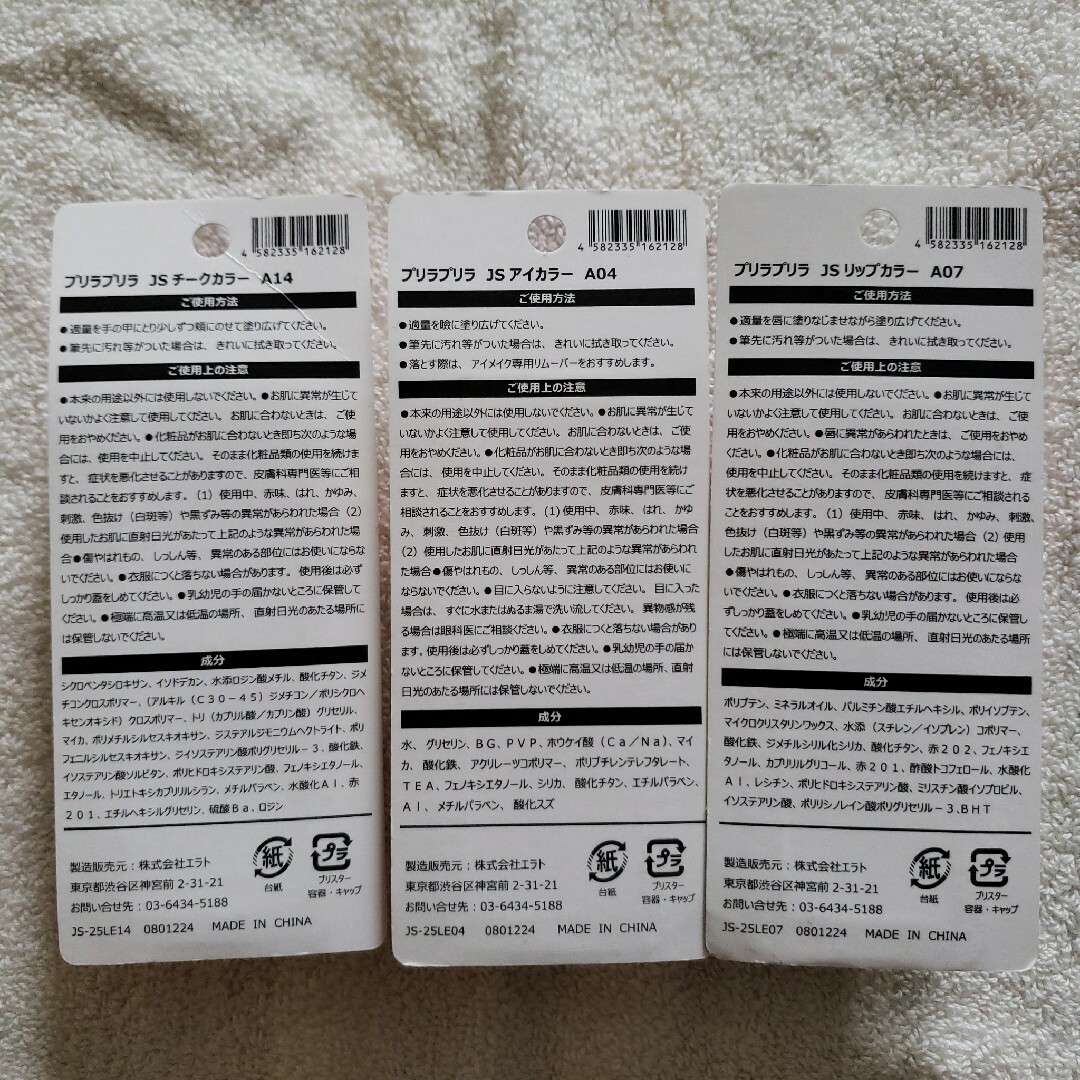 4 582335 162128
プリラプリラ JS チークカラー A14
ご使用方法
●適量を手の甲にとり少しずつ頬にのせて塗り広げてください。
●筆先に汚れ等がついた場合は、きれいに拭き取ってください。
ご使用上の注意
●本来の用途以外には使用しないでください。●お肌に異常が生じて
いないかよく注意して使用してください。お肌に合わないときは、ご使
用をおやめください。●化粧品がお肌に合わないとき即ち次のような場
合には、使用を中止してください。そのまま化粧品類の使用を続けま
すと、症状を悪化させることがありますので、皮膚科専門医等にご相
談されることをおすすめします。（1）使用中、赤味、はれ、かゆみ、
刺激、色抜け（白斑等）や黒ずみ等の異常があらわれた場合（2）
使用したお肌に直射日光があたって上記のような異常があらわれた場
合●傷やはれもの、しっしん等、異常のある部位にはお使いにならな
いでください。●衣服につくと落ちない場合があります。使用後は必ず
しっかり蓋をしめてください。●乳幼児の手の届かないところに保管して
ください。●極端に高温又は低温の場所、直射日光のあたる場所に
は保管しないでください。
成分
シクロペンタシロキサン、イソドデカン、水添ロジン酸メチル、酸化チタン、ジメ
チコンクロスポリマー、（アルキル（C30－45）ジメチコン／ポリシクロヘ
キセンオキシド）クロスポリマー、トリ（カプリル酸／カプリン酸）グリセリル、
マイカ、ポリメチルシルセスキオキサン、ジステアルジモニウムヘクトライト、ポリ
フェニルシルセスキオキサン、ジイソステアリン酸ポリグリセリル－3、酸化鉄、
イソステアリン酸ソルビタン、ポリヒドロキシステアリン酸、フェノキシエタノール、
エタノール、トリエトキシカプリリルシラン、メチルパラベン、水酸化Al、赤
201、エチルヘキシルグリセリン、硫酸Ba、ロジン
製造販売元：株式会社エラト
東京都渋谷区神宮前 2-31-21
お問い合せ先：03-6434-5188
紙
台紙
プラ
ブリスター
容器・キャップ
JS-25LE14 0801224 MADE IN CHINA
4 582335 162128
プリラプリラ JS アイカラー A04
ご使用方法
●適量を瞼に塗り広げてください。
●筆先に汚れ等がついた場合は、きれいに拭き取ってください。
●落とす際は、アイメイク専用リムーバーをおすすめします。
ご使用上の注意
●本来の用途以外には使用しないでください。●お肌に異常が生じて
いないかよく注意して使用してください。お肌に合わないときは、ご使
用をおやめください。●化粧品がお肌に合わないとき即ち次のような場
合には、使用を中止してください。そのまま化粧品類の使用を続け
ますと、症状を悪化させることがありますので、皮膚科専門医等にご
相談されることをおすすめします。（1）使用中、赤味、はれ、かゆ
み、刺激、色抜け（白斑等）や黒ずみ等の異常があらわれた場合
（2）使用したお肌に直射日光があたって上記のような異常があらわれ
た場合●傷やはれもの、しっしん等、異常のある部位にはお使いに
ならないでください。●目に入らないように注意してください。目に入った
場合は、すぐに水またはぬるま湯で洗い流してください。異物感が残
る場合は眼科医にご相談ください。●衣服につくと落ちない場合があり
ます。使用後は必ずしっかり蓋をしめてください。●乳幼児の手の届
かないところに保管してください。●極端に高温又は低温の場所、直射
日光のあたる場所には保管しないでください。
成分
水、グリセリン、BG、PVP、ホウケイ酸（Ca／Na）、マイ
カ、酸化鉄、アクリレーツコポリマー、ポリブチレンテレフタレート、
TEA、フェノキシエタノール、シリカ、酸化チタン、エチルパラベン、
Al、メチルパラベン、酸化スズ
製造販売元：株式会社エラト
東京都渋谷区神宮前 2-31-21
お問い合せ先：03-6434-5188
紙
台紙
プラ
ブリスター
容器・キャップ
JS-25LE04 0801224 MADE IN CHINA
4 582335 162128
プリラプリラ JS リップカラー A07
ご使用方法
●適量を唇に塗りなじませながら塗り広げてください。
●筆先に汚れ等がついた場合は、きれいに拭き取ってください。
ご使用上の注意
●本来の用途以外には使用しないでください。●お肌に異常が生じて
いないかよく注意して使用してください。お肌に合わないときは、ご使
用をおやめください。●唇に異常があらわれたときは、ご使用をおやめ
ください。●化粧品がお肌に合わないとき即ち次のような場合には、
使用を中止してください。そのまま化粧品類の使用を続けますと、症
状を悪化させることがありますので、皮膚科専門医等にご相談される
ことをおすすめします。（1）使用中、赤味、はれ、かゆみ、刺激、
色抜け（白斑等）や黒ずみ等の異常があらわれた場合（2）使用
したお肌に直射日光があたって上記のような異常があらわれた場合
●傷やはれもの、しっしん等、異常のある部位にはお使いにならない
でください。●衣服につくと落ちない場合があります。使用後は必
ずしっかり蓋をしめてください。●乳幼児の手の届かないところに保管し
てください。●極端に高温又は低温の場所、直射日光のあたる場所
には保管しないでください。
成分
ポリブテン、ミネラルオイル、パルミチン酸エチルヘキシル、ポリイソブテン、
マイクロクリスタリンワックス、水添（スチレン／イソプレン）コポリマー、
酸化鉄、ジメチルシリル化シリカ、酸化チタン、赤202、フェノキシエ
タノール、カプリリルグリコール、赤201、酢酸トコフェロール、水酸化
Al、レシチン、ポリヒドロキシステアリン酸、ミリスチン酸イソプロピル、
イソステアリン酸、ポリリシノレイン酸ポリグリセリル－3、BHT
製造販売元：株式会社エラト
東京都渋谷区神宮前 2-31-21
お問い合せ先：03-6434-5188
紙
台紙
プラ
ブリスター
容器・キャップ
JS-25LE07 0801224 MADE IN CHINA